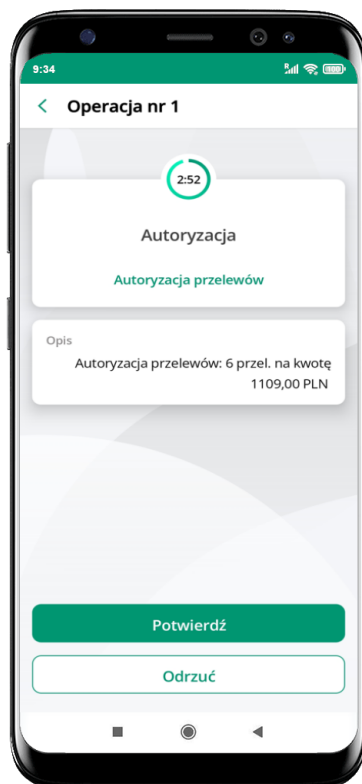 9:34
Operacja nr 1
2:52
Autoryzacja
Autoryzacja przelewów
Opis
Autoryzacja przelewów: 6 przel. na kwotę
1109,00 PLN
Potwierdź
Odrzuć